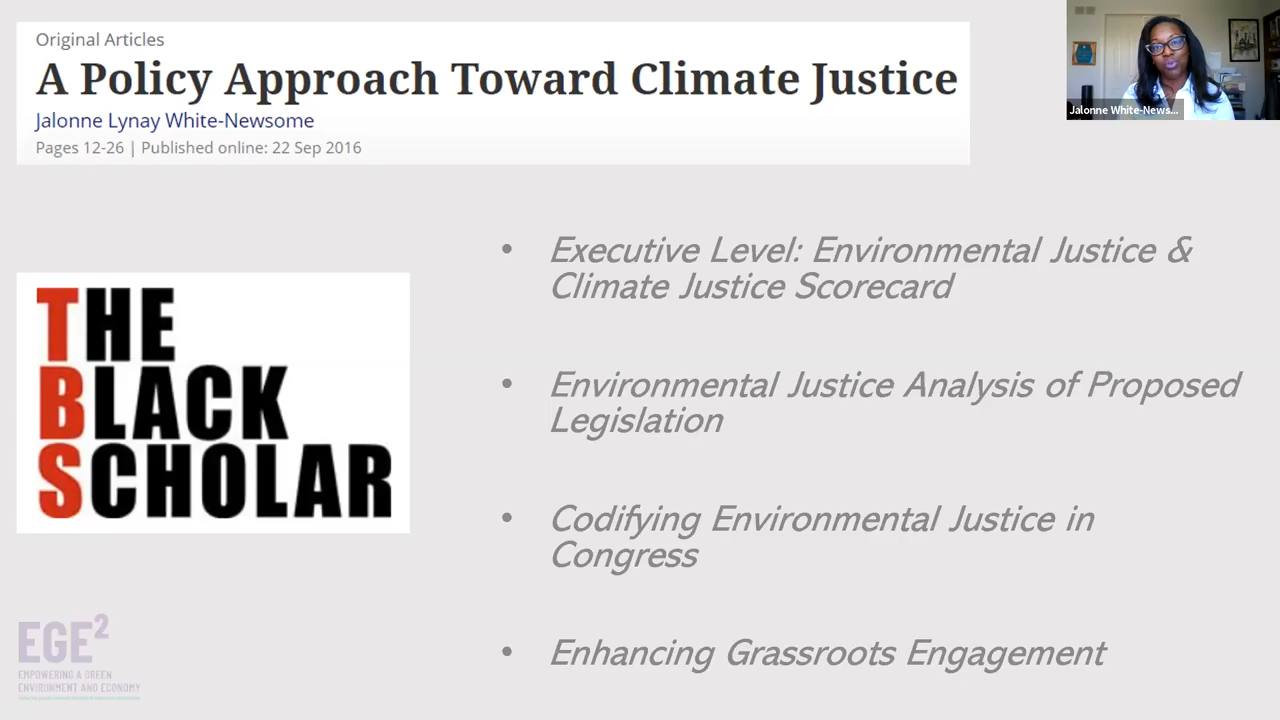 Original Articles
A Policy Approach Toward Climate Justice
Jalonne Lynay White-Newsome
Pages 12-26 | Published online: 22 Sep 2016
Jalonne White-News...
• Executive Level: Environmental Justice &
Climate Justice Scorecard
• Environmental Justice Analysis of Proposed
Legislation
• Codifying Environmental Justice in
Congress
• Enhancing Grassroots Engagement
THE
BLACK
SCHOLAR
EGE²
EMPOWERING A GREEN
ENVIRONMENT AND ECONOMY